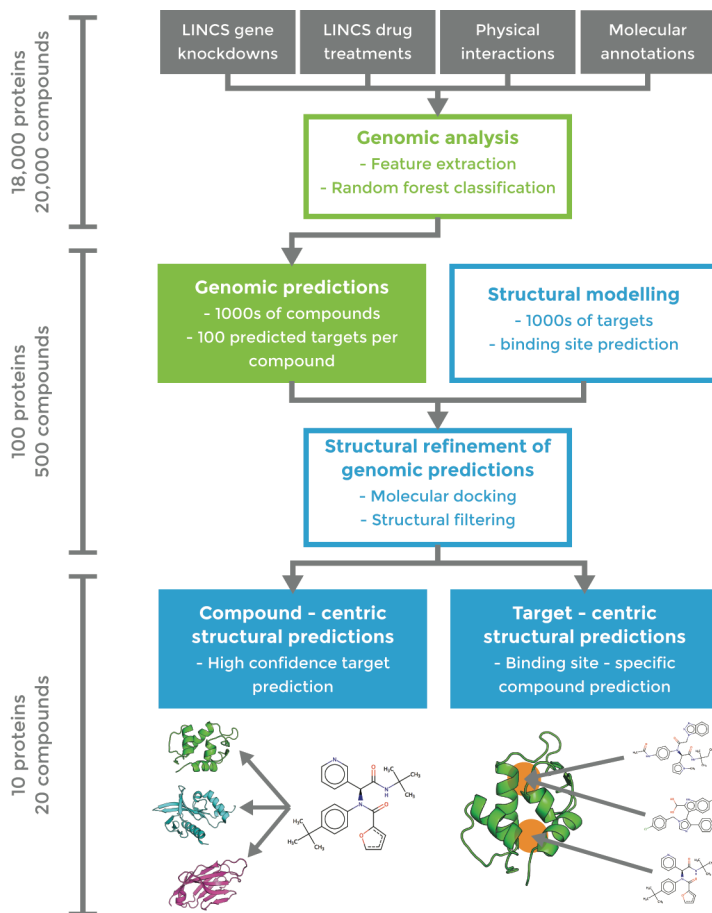 LINCS gene
knockdowns
LINCS drug
treatments
Physical
interactions
Molecular
annotations
18,000 proteins
20,000 compounds
Genomic analysis
- Feature extraction
- Random forest classification
100 proteins
500 compounds
Genomic predictions
- 1000s of compounds
- 100 predicted targets per
compound
Structural modelling
- 1000s of targets
- binding site prediction
Structural refinement of
genomic predictions
- Molecular docking
- Structural filtering
10 proteins
20 compounds
Compound - centric
structural predictions
- High confidence target
prediction
Target - centric
structural predictions
- Binding site - specific
compound prediction